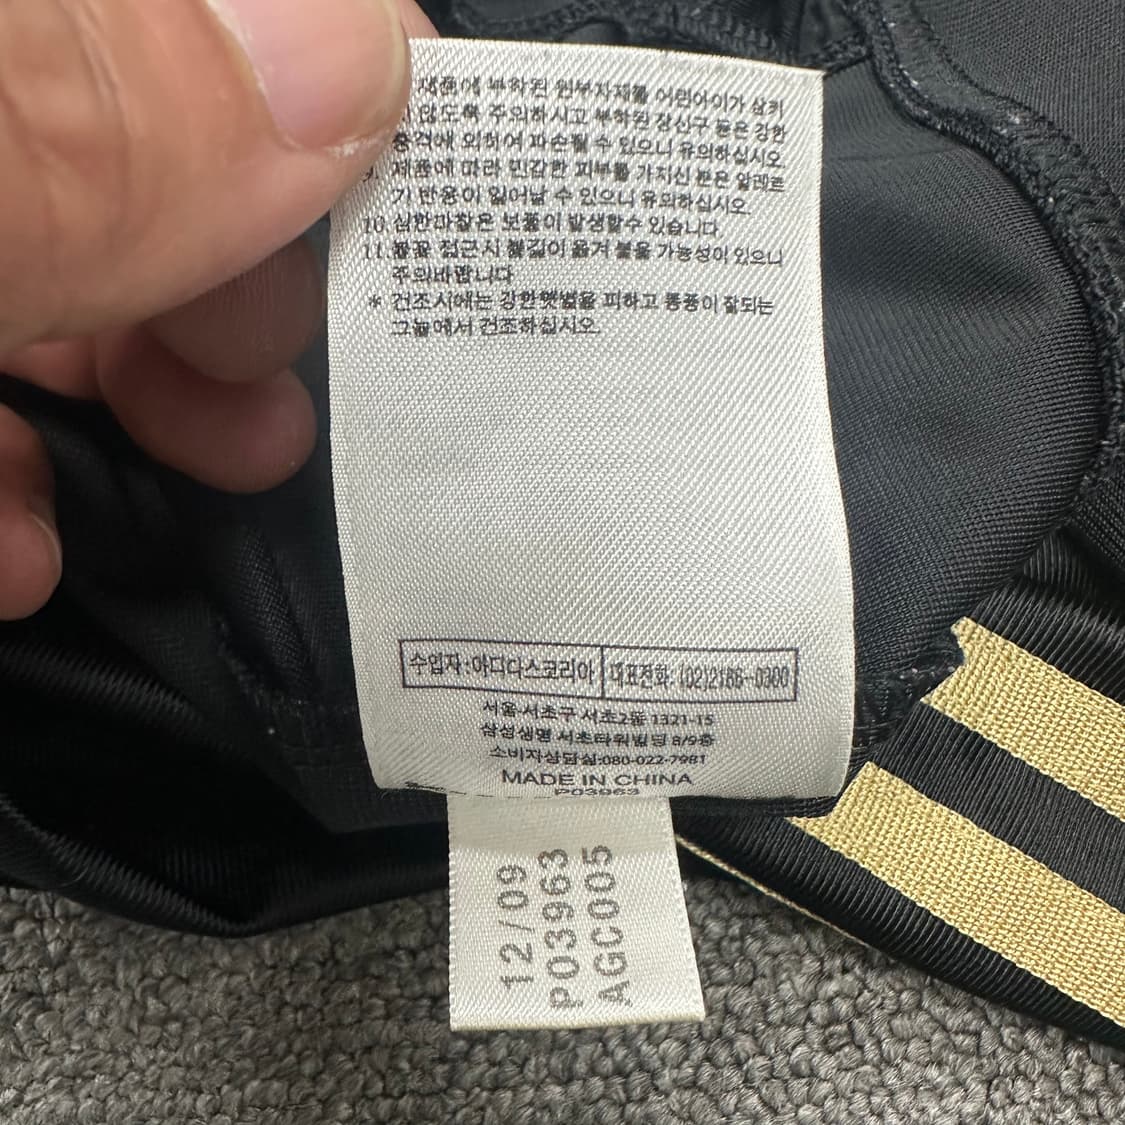 제품에 부착된 원부자재를 어린아이가 삼키
지 않도록 주의하시고 부착된 장신구 등은 강한
충격에 의하여 파손될 수 있으니 유의하십시오.
9. 제품에 따라 민감한 피부를 가지신 분은 알레르
기 반응이 일어날 수 있으니 유의하십시오.
10. 심한마찰은 보풀이 발생할수 있습니다.
11. 불꽃 접근시 불길이 옮겨 붙을 가능성이 있으니
주의바랍니다
* 건조시에는 강한햇볕을 피하고 통풍이 잘되는
그늘에서 건조하십시오.
수입자:아디다스코리아 대표전화: (02)2186-0300
서울 서초구 서초2동 1321-15
삼성생명 서초타워빌딩 8/9층
소비자상담실:080-022-7981
MADE IN CHINA
P03963
12/09
P03963
AGC005